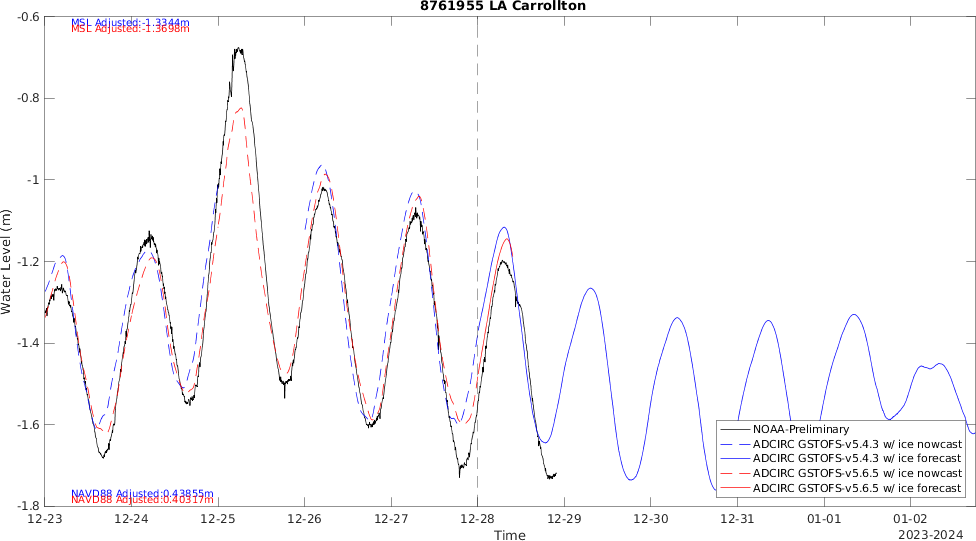 8761955 LA Carrollton
MSL Adjusted:-1.3344m
MSL Adjusted:-1.3698m
-0.6
-0.8
-1
-1.2
-1.4
-1.6
-1.8
Water Level (m)
NOAA-Preliminary
ADCIRC GSTOFS-v5.4.3 w/ ice nowcast
ADCIRC GSTOFS-v5.4.3 w/ ice forecast
ADCIRC GSTOFS-v5.6.5 w/ ice nowcast
ADCIRC GSTOFS-v5.6.5 w/ ice forecast
NAVD88 Adjusted:0.43855m
NAVD88 Adjusted:0.40317m
12-23 12-24 12-25 12-26 12-27 12-28 12-29 12-30 12-31 01-01 01-02
Time
2023-2024